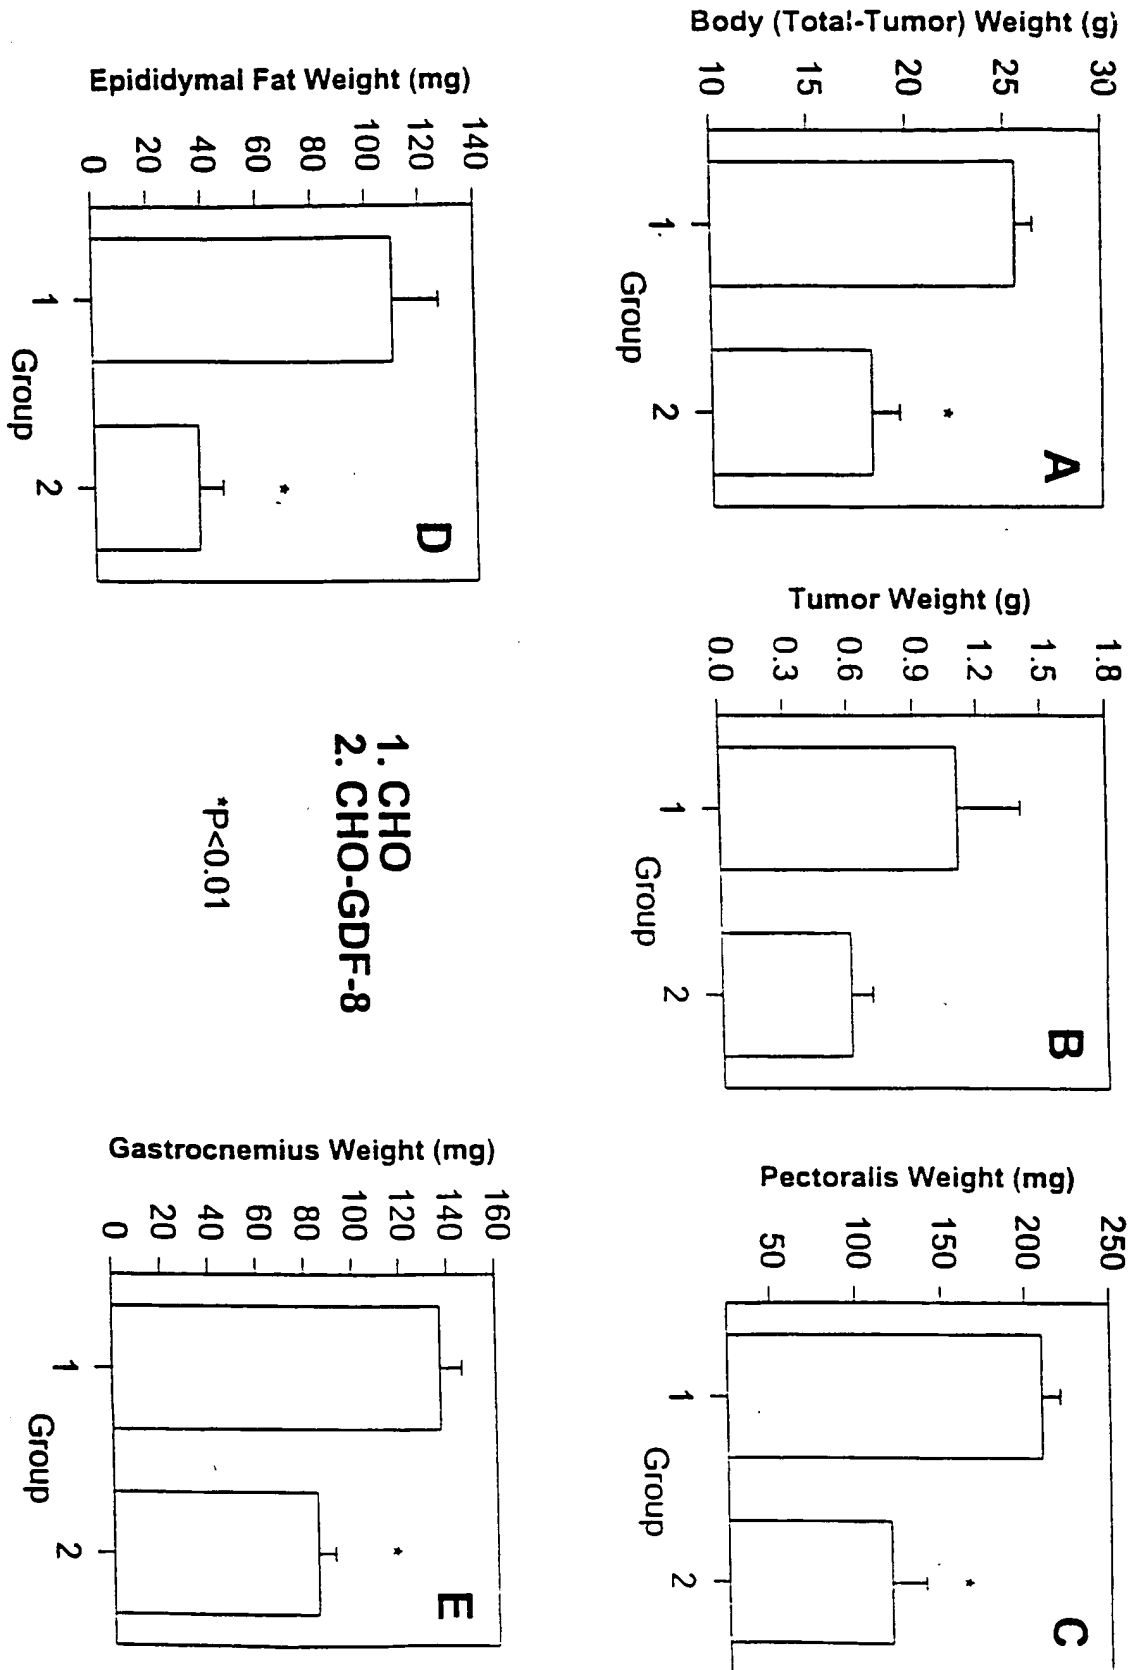 Body (Total-Tumor) Weight (g)
30
25
20
15
10
A
*
1
2
Group
Tumor Weight (g)
1.8
1.5
1.2
0.9
0.6
0.3
0.0
B
1
2
Group
Pectoralis Weight (mg)
250
200
150
100
50
C
*
1
2
Group
Epididymal Fat Weight (mg)
140
120
100
80
60
40
20
0
D
*
1
2
Group
1. CHO
2. CHO-GDF-8
*P<0.01
Gastrocnemius Weight (mg)
160
140
120
100
80
60
40
20
0
E
*
1
2
Group